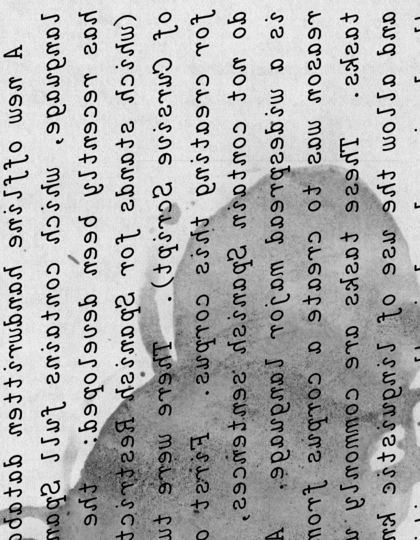 A new offline handwritten databa
language, which contains full Span
has recently been developed: the
(which stands for Spanish Restrict
of Cursive Script). There were tw
for creating this corpus. First o
do not contain Spanish sentences,
is a widespread major language. A
reason was to create a corpus from
tasks. These tasks are commonly u
and allow the use of linguistic kn